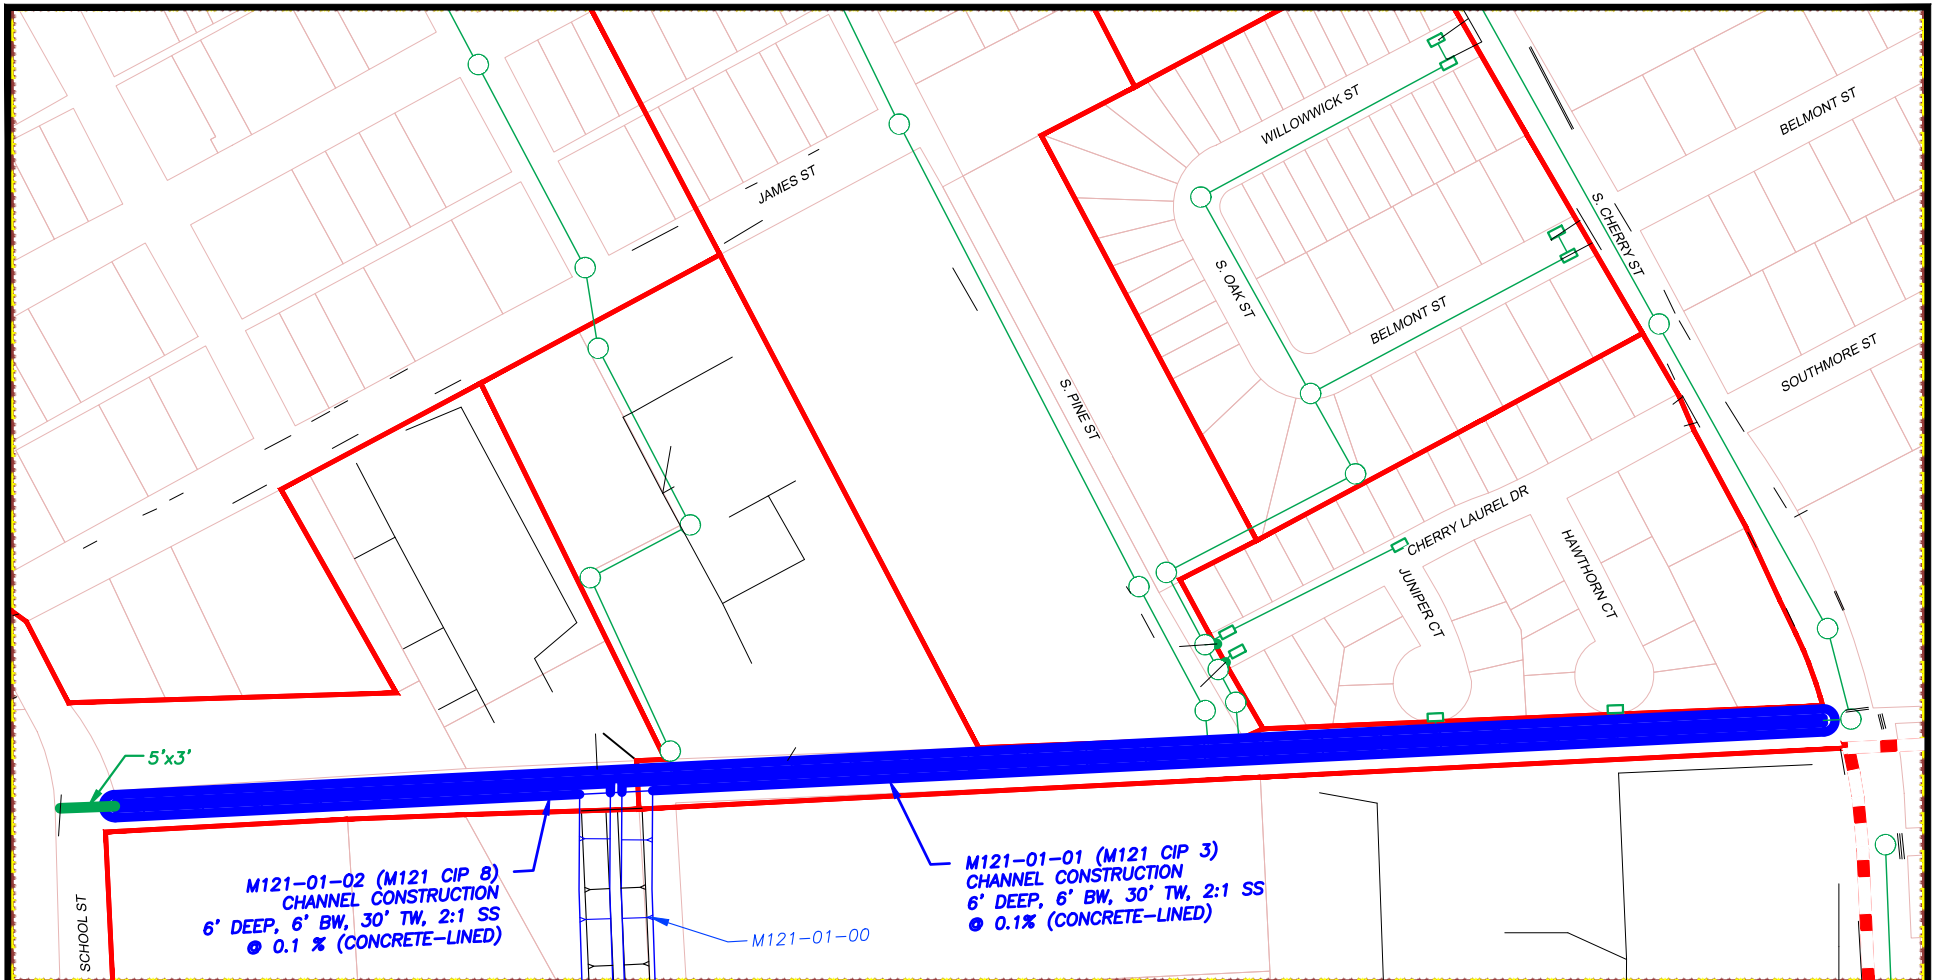 WILLOWWICK ST
BELMONT ST
JAMES ST
S. CHERRY ST
S. OAK ST
BELMONT ST
SOUTHMORE ST
S. PINE ST
CHERRY LAUREL DR
HAWTHORN CT
JUNIPER CT
5'x3'
M121-01-02 (M121 CIP 8)
CHANNEL CONSTRUCTION
6' DEEP, 6' BW, 30' TW, 2:1 SS
@ 0.1 % (CONCRETE-LINED)
M121-01-01 (M121 CIP 3)
CHANNEL CONSTRUCTION
6' DEEP, 6' BW, 30' TW, 2:1 SS
@ 0.1% (CONCRETE-LINED)
M121-01-00
SCHOOL ST